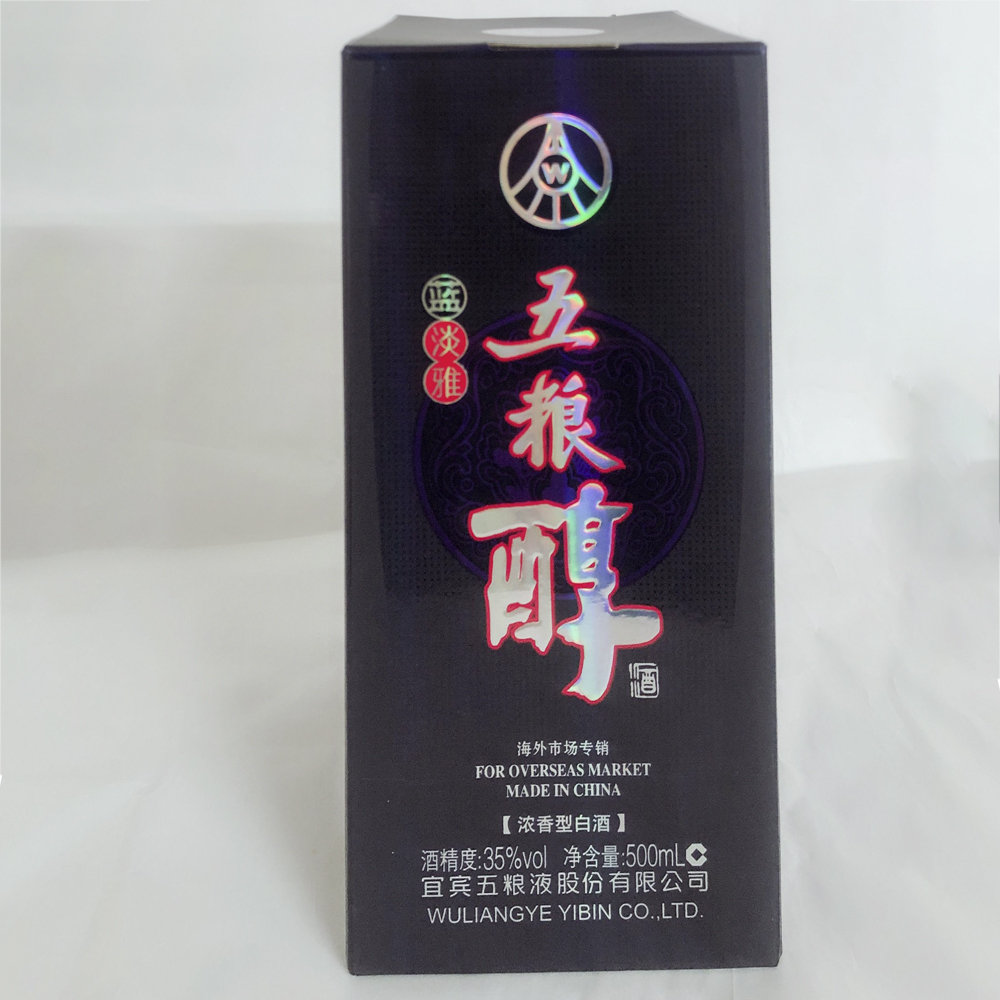 W
蓝淡雅
五粮醇
酒
海外市场专销
FOR OVERSEAS MARKET
MADE IN CHINA
【浓香型白酒】
酒精度:35%vol 净含量:500mL C
宜宾五粮液股份有限公司
WULIANGYE YIBIN CO.,LTD.